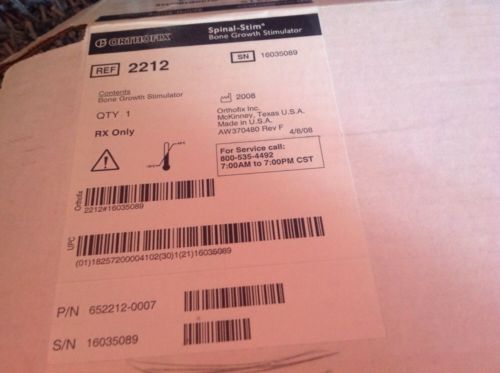 ORTHOFIX
Spinal-Stim®
Bone Growth Stimulator
REF 2212
SN 16035089
Contents
Bone Growth Stimulator
QTY 1
RX Only
2008
Orthofix Inc.
McKinney, Texas U.S.A.
Made in U.S.A.
AW370480 Rev F 4/8/08
For Service call:
800-535-4492
7:00AM to 7:00PM CST
Orthofix
2212#16035089
UPC
(01)18257200004102(30)1(21)16035089
P/N 652212-0007
S/N 16035089